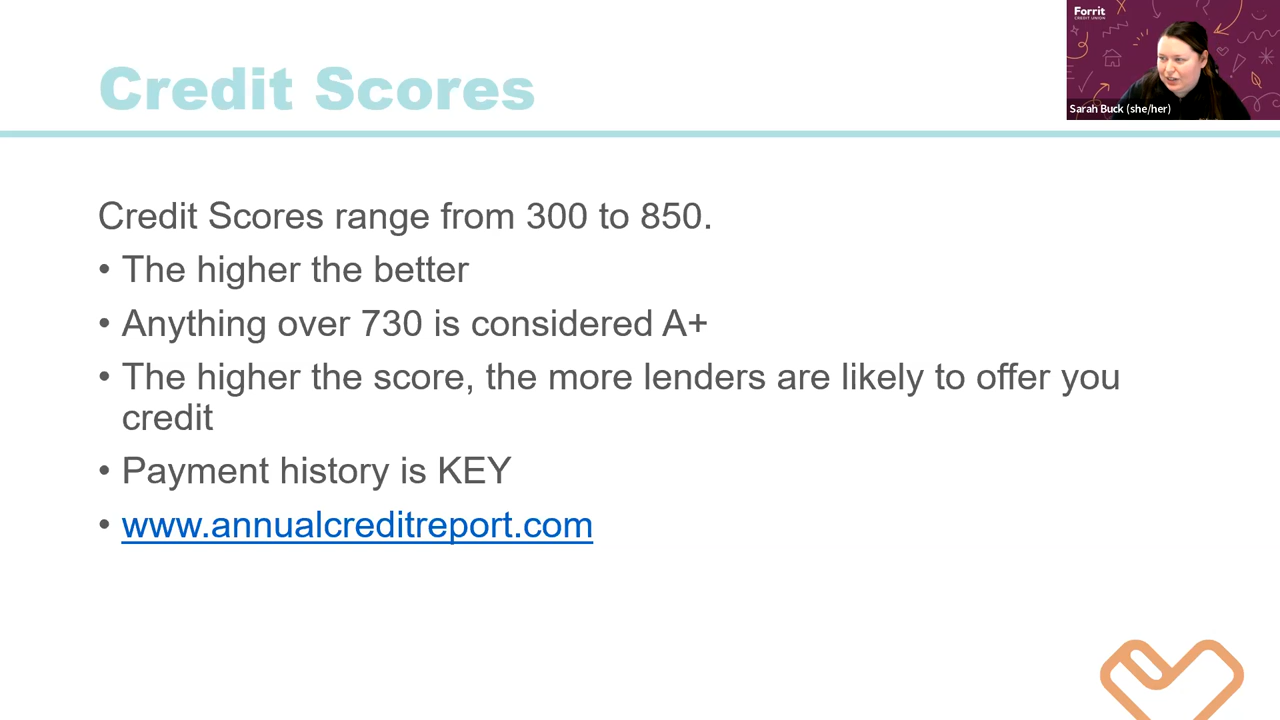 Forrit
CREDIT UNION
Sarah Buck (she/her)
Credit Scores
Credit Scores range from 300 to 850.
• The higher the better
• Anything over 730 is considered A+
• The higher the score, the more lenders are likely to offer you
credit
• Payment history is KEY
• www.annualcreditreport.com